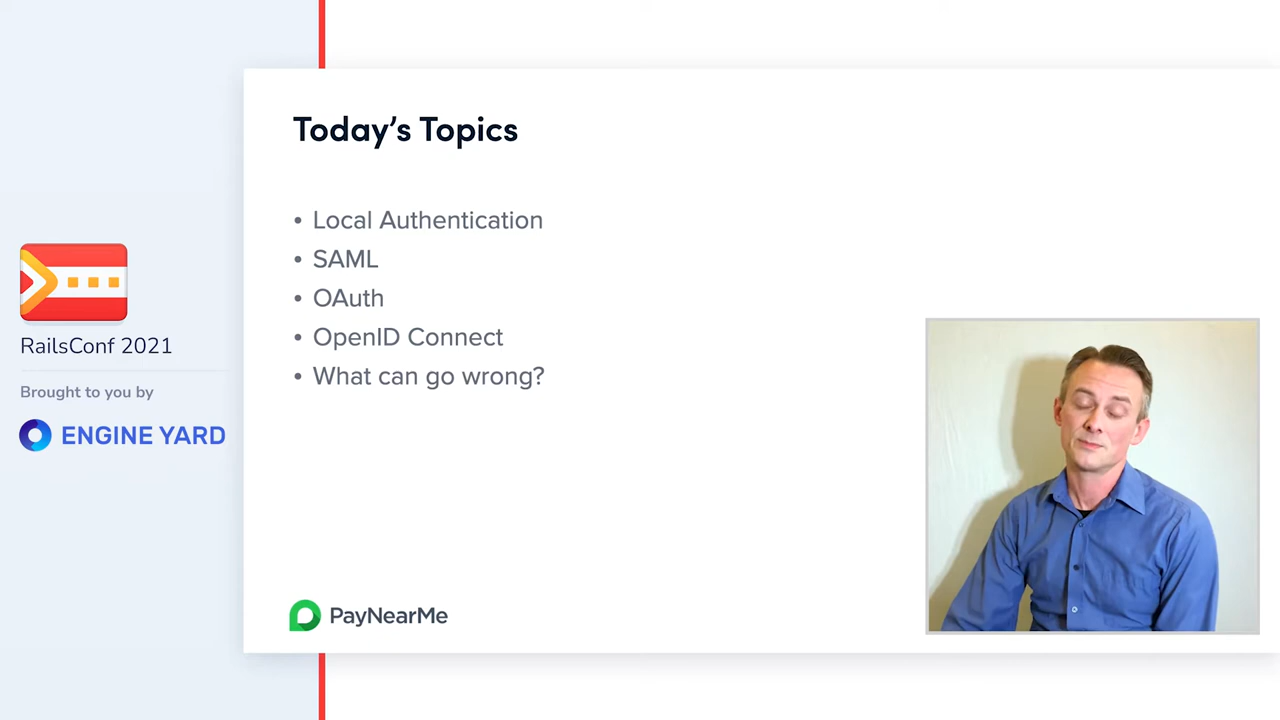 Today’s Topics
• Local Authentication
• SAML
• OAuth
• OpenID Connect
• What can go wrong?
RailsConf 2021
Brought to you by
ENGINE YARD
PayNearMe